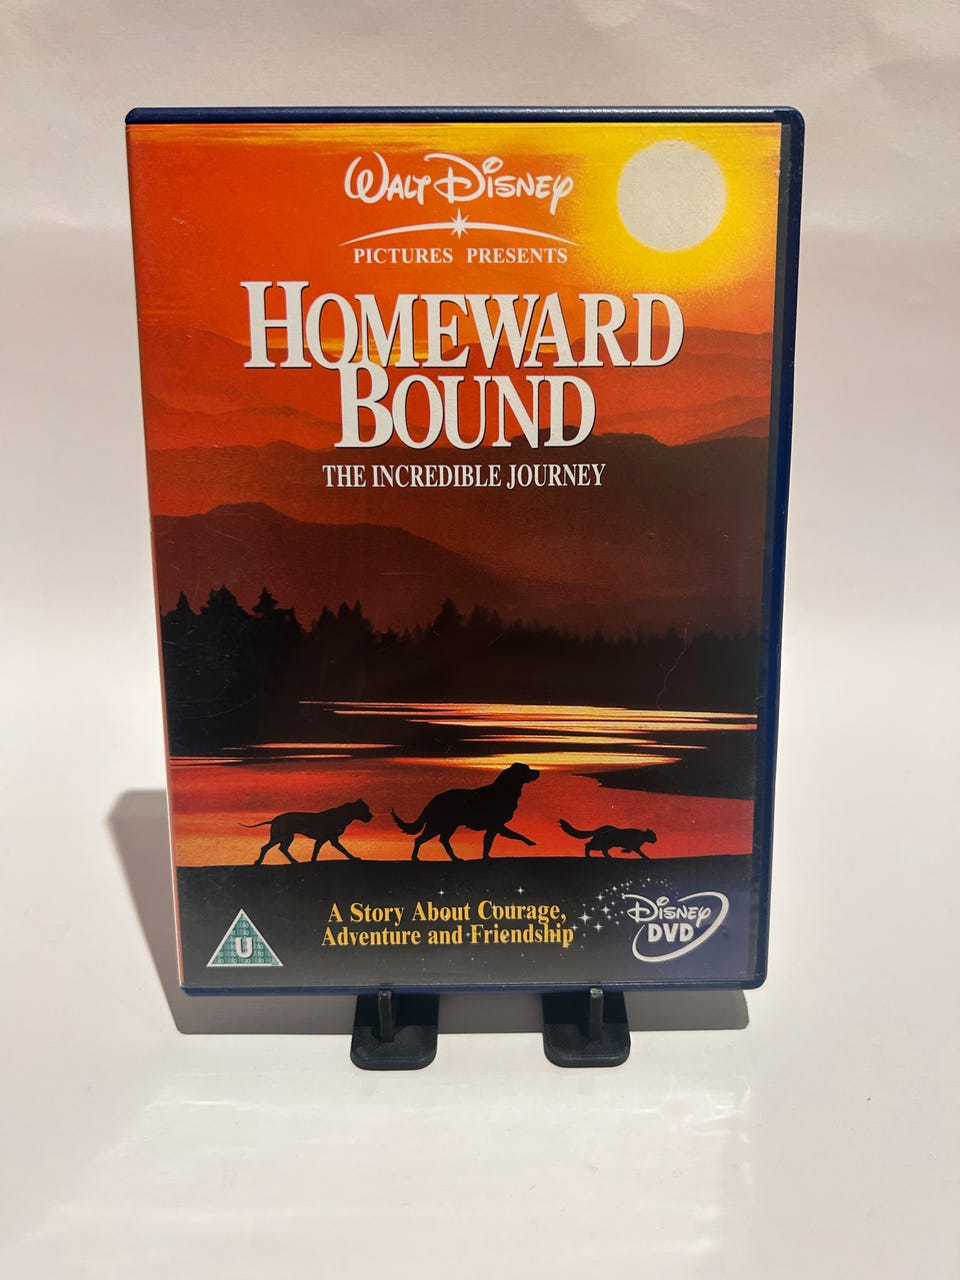 WALT DISNEY
PICTURES PRESENTS
HOMEWARD
BOUND
THE INCREDIBLE JOURNEY
A Story About Courage,
Adventure and Friendship
U
DISNEY
DVD